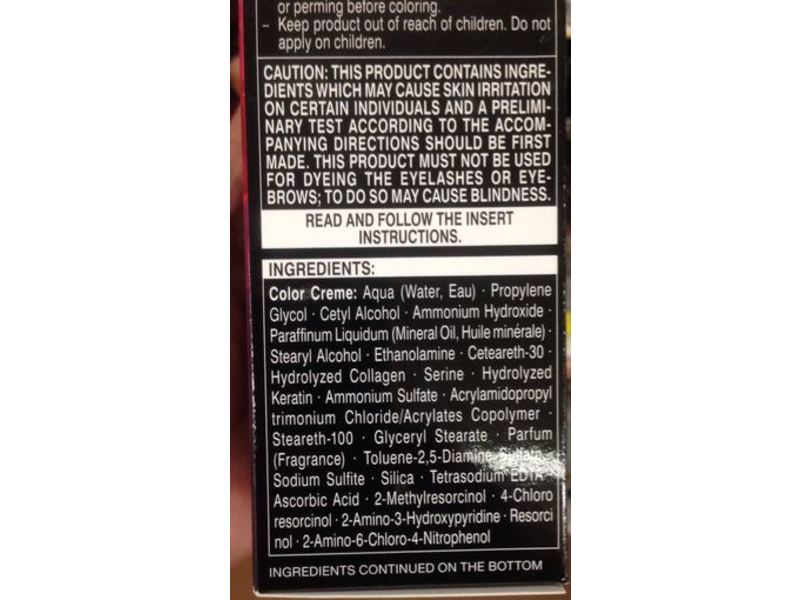 or perming before coloring.
– Keep product out of reach of children. Do not
apply on children.
CAUTION: THIS PRODUCT CONTAINS INGRE-
DIENTS WHICH MAY CAUSE SKIN IRRITATION
ON CERTAIN INDIVIDUALS AND A PRELIMI-
NARY TEST ACCORDING TO THE ACCOM-
PANYING DIRECTIONS SHOULD BE FIRST
MADE. THIS PRODUCT MUST NOT BE USED
FOR DYEING THE EYELASHES OR EYE-
BROWS; TO DO SO MAY CAUSE BLINDNESS.
READ AND FOLLOW THE INSERT
INSTRUCTIONS.
INGREDIENTS:
Color Creme: Aqua (Water, Eau) · Propylene
Glycol · Cetyl Alcohol · Ammonium Hydroxide ·
Paraffinum Liquidum (Mineral Oil, Huile minérale) ·
Stearyl Alcohol · Ethanolamine · Ceteareth-30 ·
Hydrolyzed Collagen · Serine · Hydrolyzed
Keratin · Ammonium Sulfate · Acrylamidopropyl
trimonium Chloride/Acrylates Copolymer ·
Steareth-100 · Glyceryl Stearate · Parfum
(Fragrance) · Toluene-2,5-Diamine Sulfate
Sodium Sulfite · Silica · Tetrasodium EDTA
Ascorbic Acid · 2-Methylresorcinol · 4-Chloro
resorcinol · 2-Amino-3-Hydroxypyridine · Resorci
nol · 2-Amino-6-Chloro-4-Nitrophenol
INGREDIENTS CONTINUED ON THE BOTTOM